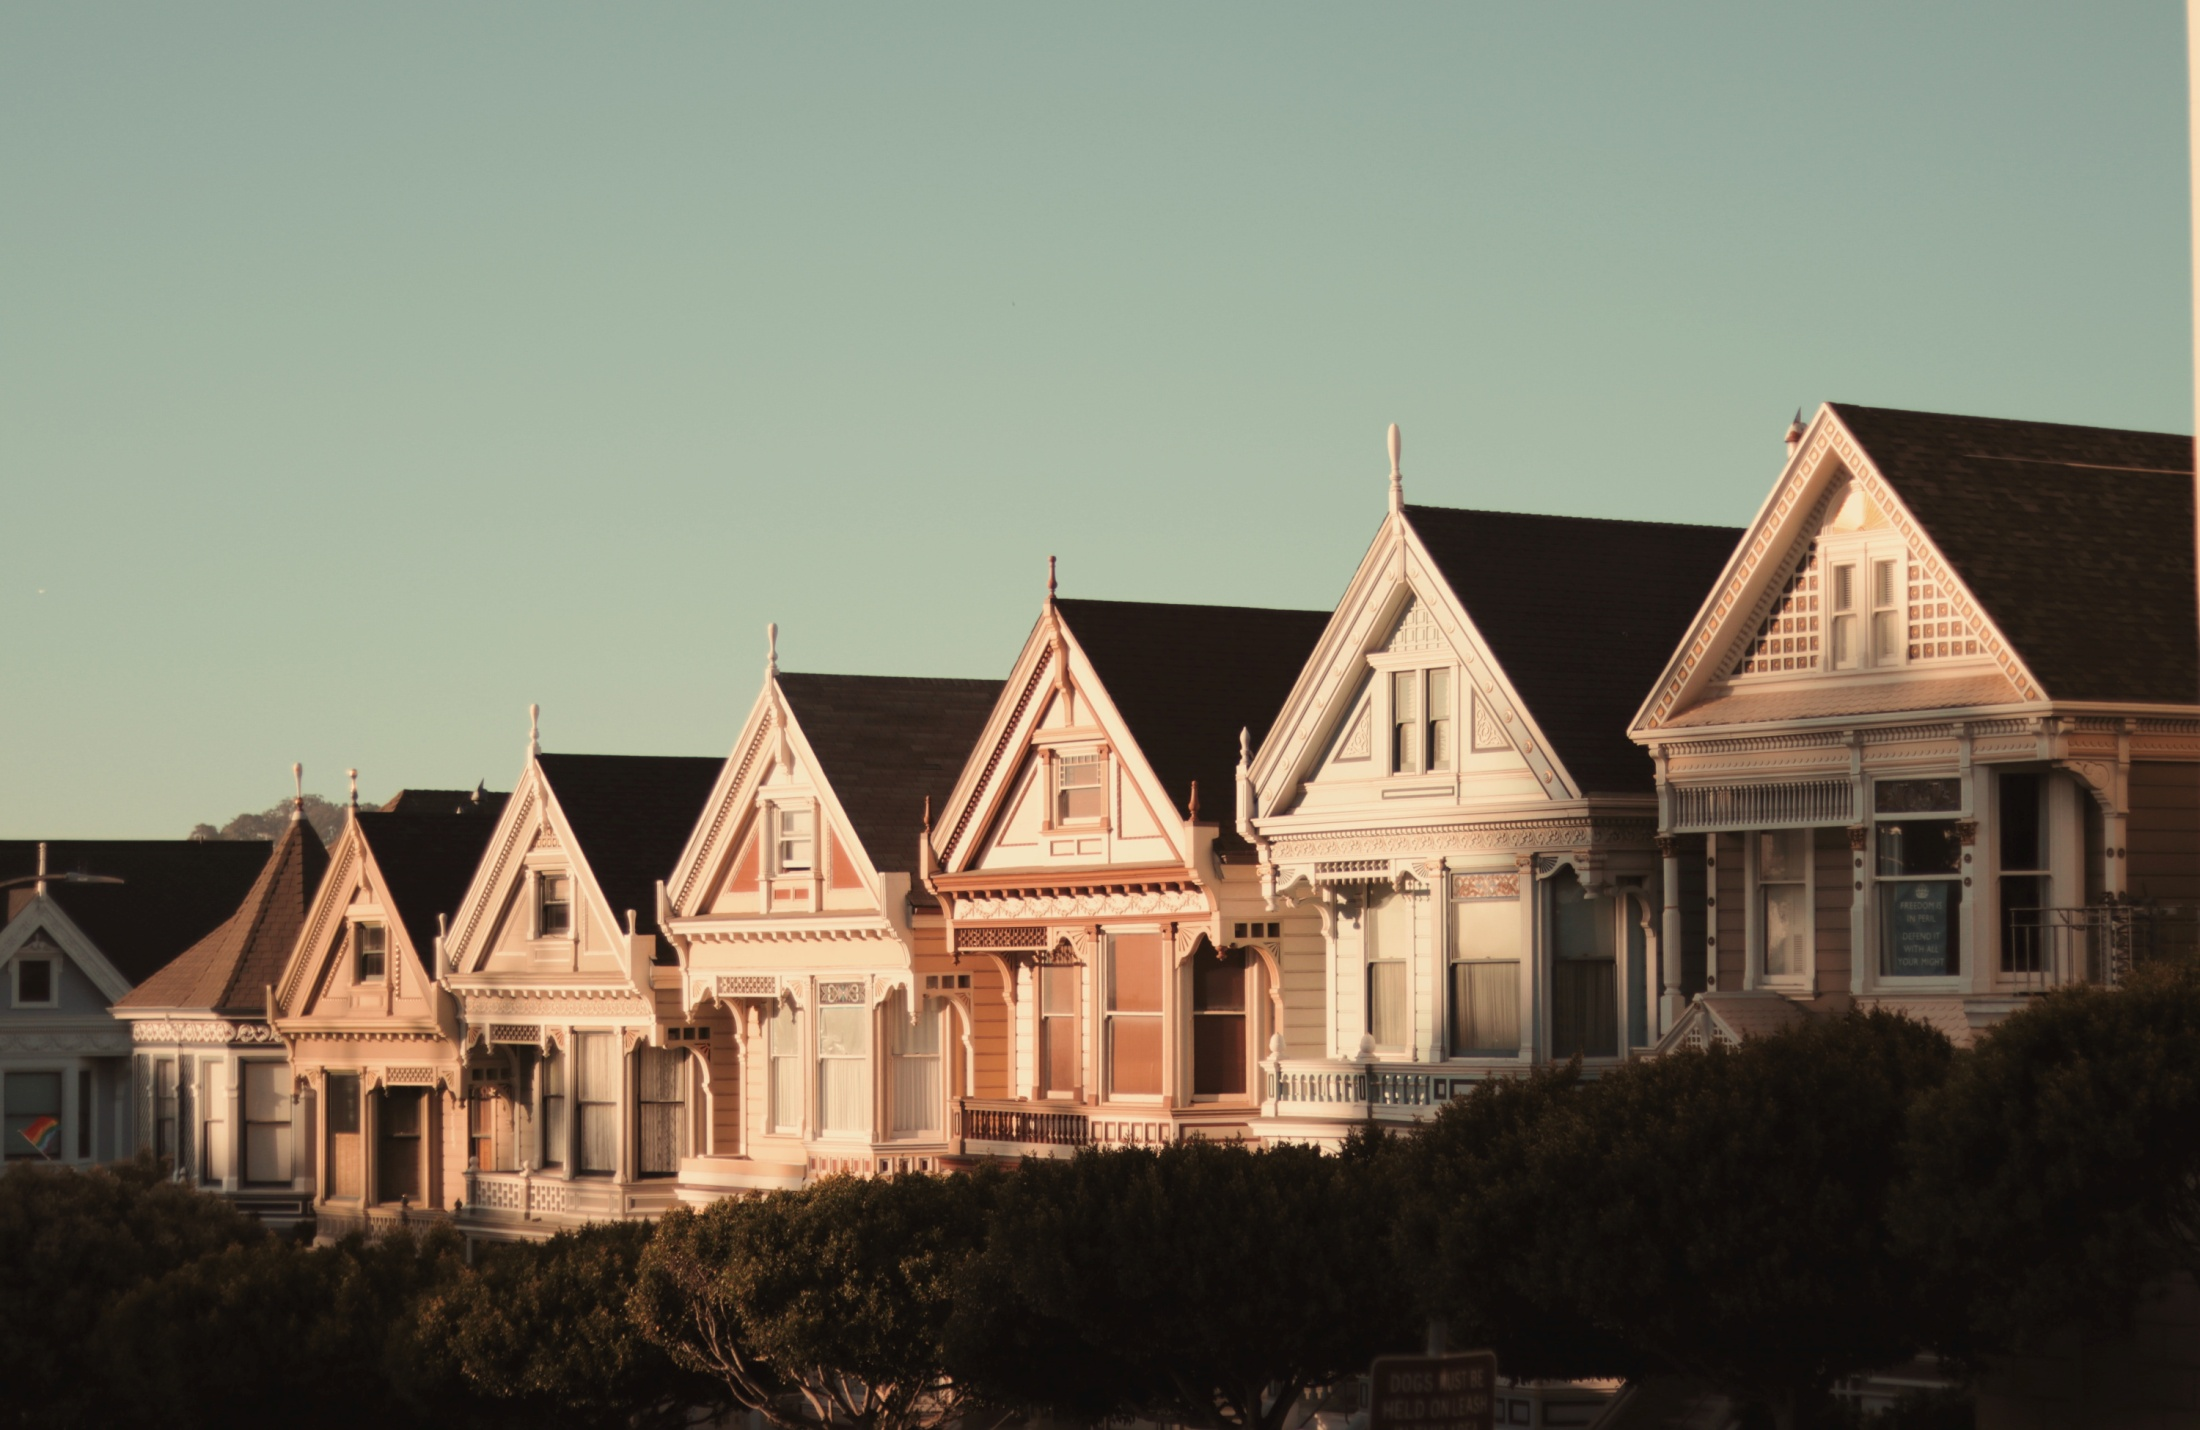 FREEDOM IS
IN PERIL
DEFEND IT
WITH ALL
YOUR MIGHT
DOGS MUST BE
HELD ON LEASH